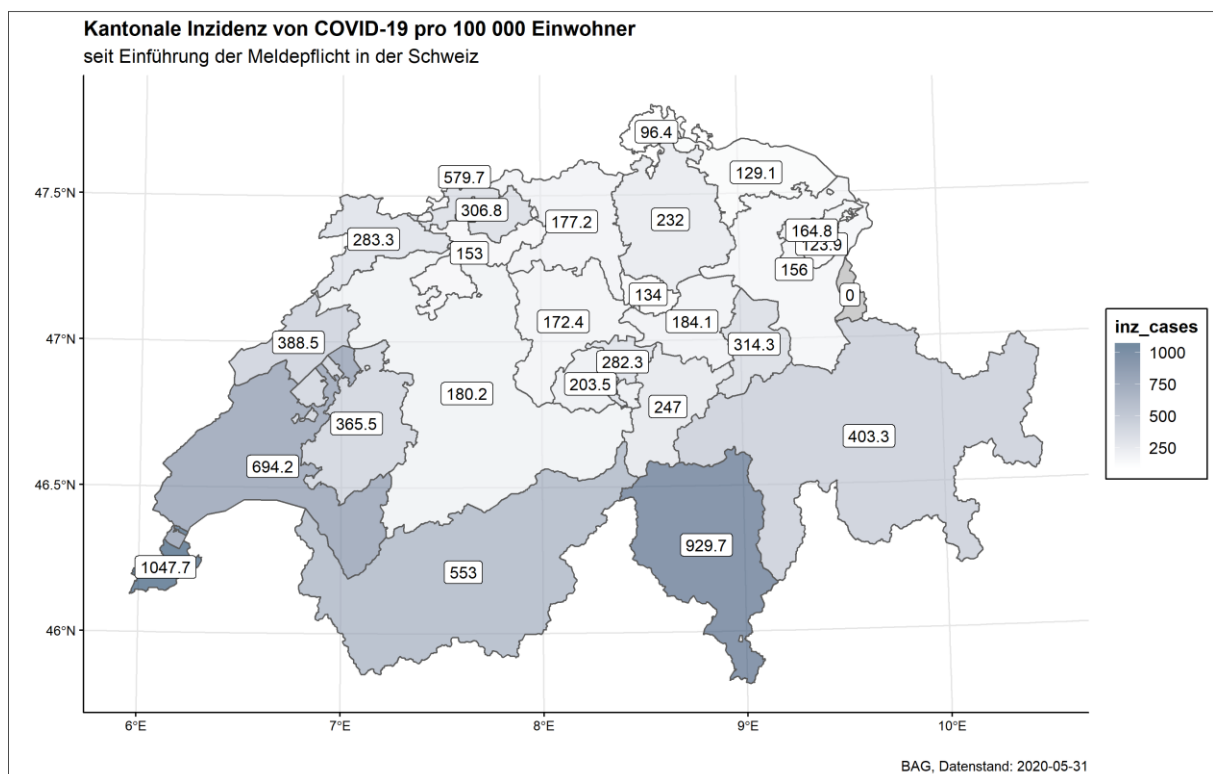 Kantonale Inzidenz von COVID-19 pro 100 000 Einwohner
seit Einführung der Meldepflicht in der Schweiz
96.4
579.7
129.1
47.5°N
306.8
177.2
232
164.8
283.3
123.9
153
156
134
0
172.4
184.1
47°N
388.5
314.3
inz_cases
282.3
1000
203.5
180.2
750
247
365.5
500
403.3
250
694.2
46.5°N
929.7
1047.7
553
46°N
6°E
7°E
8°E
9°E
10°E
BAG, Datenstand: 2020-05-31